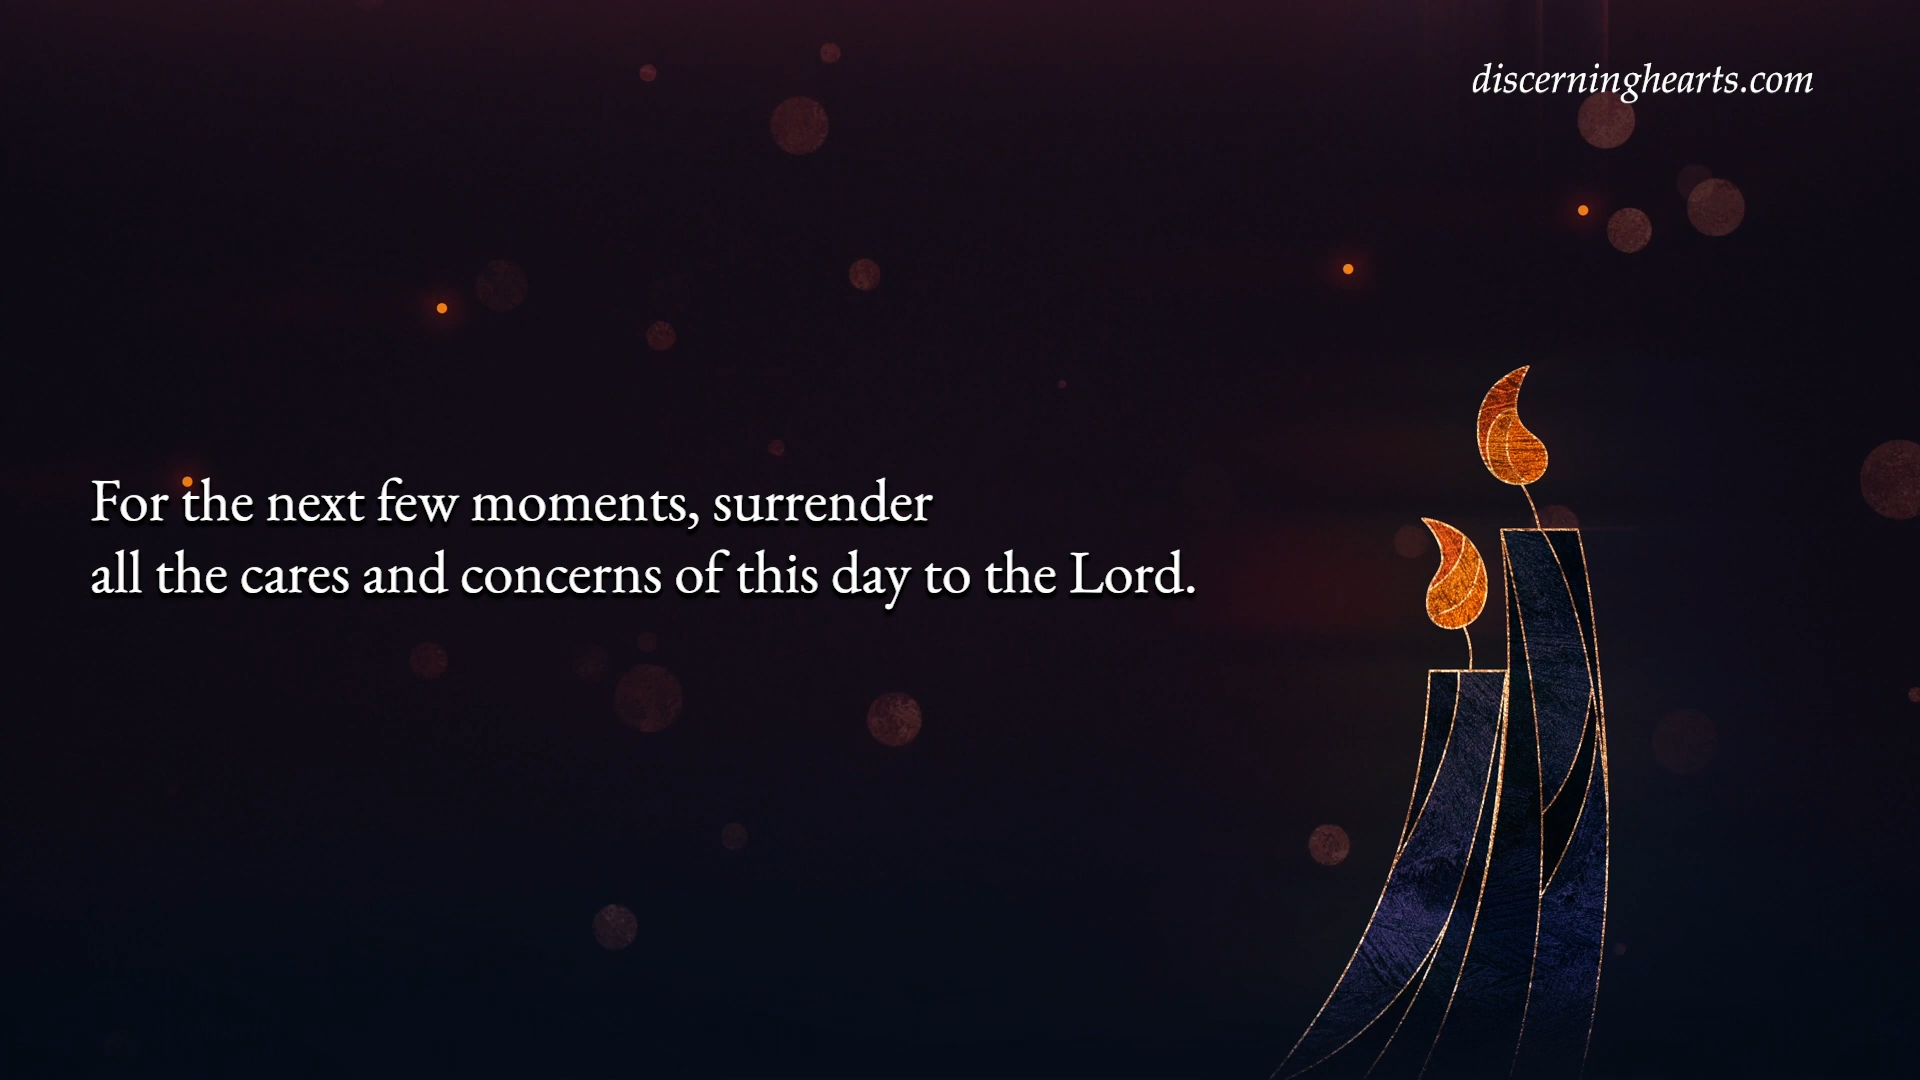 discerninghearts.com
For the next few moments, surrender
all the cares and concerns of this day to the Lord.